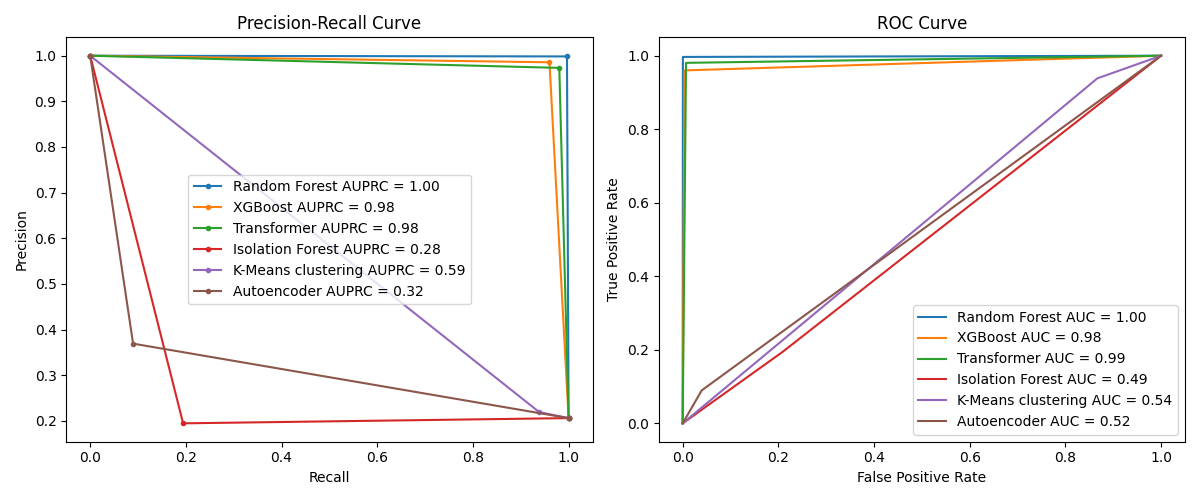 Precision-Recall Curve
1.0
0.9
0.8
0.7
0.6
0.5
0.4
0.3
0.2
Precision
0.0 0.2 0.4 0.6 0.8 1.0
Recall
Random Forest AUPRC = 1.00
XGBoost AUPRC = 0.98
Transformer AUPRC = 0.98
Isolation Forest AUPRC = 0.28
K-Means clustering AUPRC = 0.59
Autoencoder AUPRC = 0.32
ROC Curve
1.0
0.8
0.6
0.4
0.2
0.0
True Positive Rate
0.0 0.2 0.4 0.6 0.8 1.0
False Positive Rate
Random Forest AUC = 1.00
XGBoost AUC = 0.98
Transformer AUC = 0.99
Isolation Forest AUC = 0.49
K-Means clustering AUC = 0.54
Autoencoder AUC = 0.52